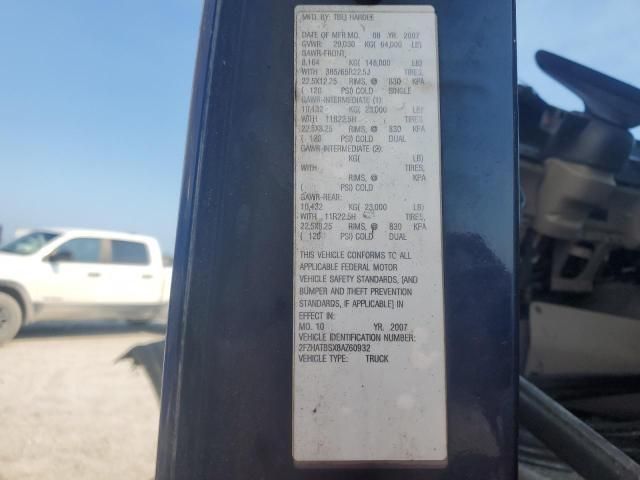 MFD. BY: TBEI HARDEE
DATE OF MFR MO. 08 YR. 2007
GVWR: 29,030 KG( 64,000 LB)
GAWR-FRONT:
8,164 KG( 148,000 LB)
WITH 385/65R22.5J TIRES,
22.5X12.25 RIMS, @ 830 KPA
( 120 PSI) COLD SINGLE
GAWR-INTERMEDIATE (1):
10,432 KG( 23,000 LB)
WITH 11R22.5H TIRES,
22.5X8.25 RIMS, @ 830 KPA
( 120 PSI) COLD DUAL
GAWR-INTERMEDIATE (2):
KG( LB)
WITH TIRES,
RIMS, @ KPA
( PSI) COLD
GAWR-REAR:
10,432 KG( 23,000 LB)
WITH 11R22.5H TIRES,
22.5X8.25 RIMS, @ 830 KPA
( 120 PSI) COLD DUAL
THIS VEHICLE CONFORMS TO ALL
APPLICABLE FEDERAL MOTOR
VEHICLE SAFETY STANDARDS, [AND
BUMPER AND THEFT PREVENTION
STANDARDS, IF APPLICABLE] IN
EFFECT IN:
MO. 10 YR. 2007
VEHICLE IDENTIFICATION NUMBER:
2FZHATBSX8AZ60932
VEHICLE TYPE: TRUCK